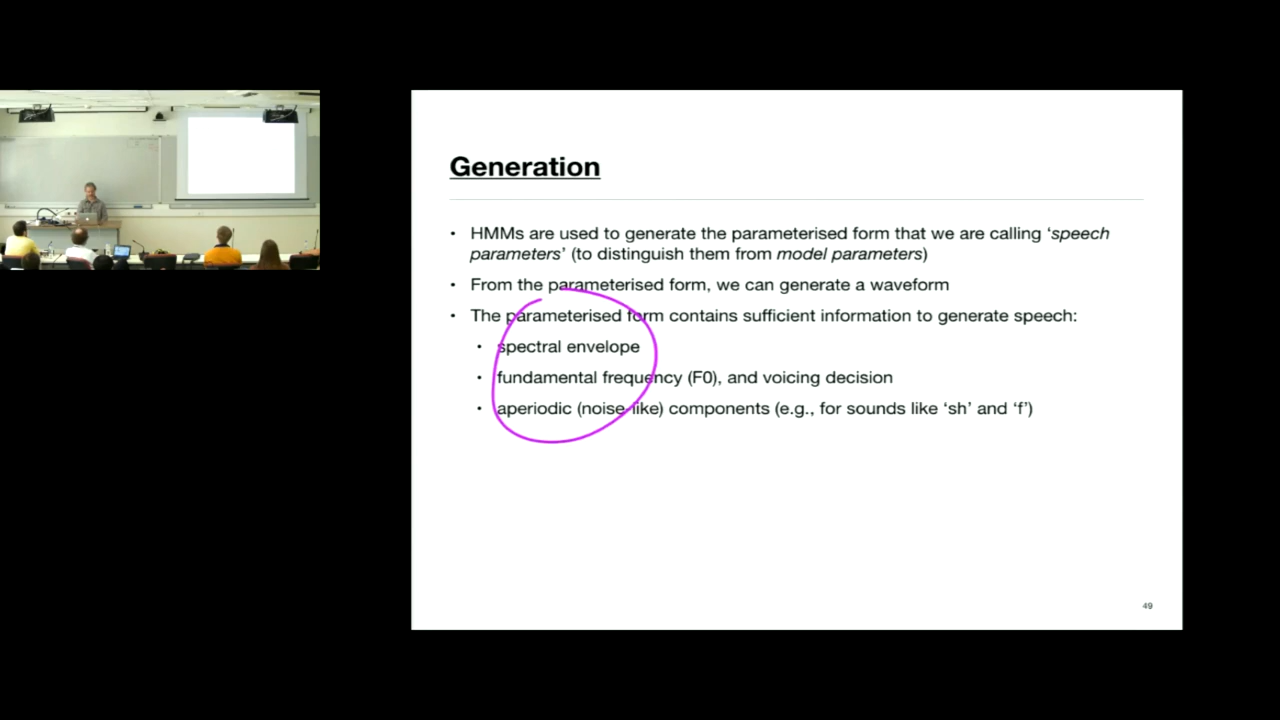 Generation
• HMMs are used to generate the parameterised form that we are calling ‘speech
parameters’ (to distinguish them from model parameters)
• From the parameterised form, we can generate a waveform
• The parameterised form contains sufficient information to generate speech:
• spectral envelope
• fundamental frequency (F0), and voicing decision
• aperiodic (noise-like) components (e.g., for sounds like ‘sh’ and ‘f’)
49